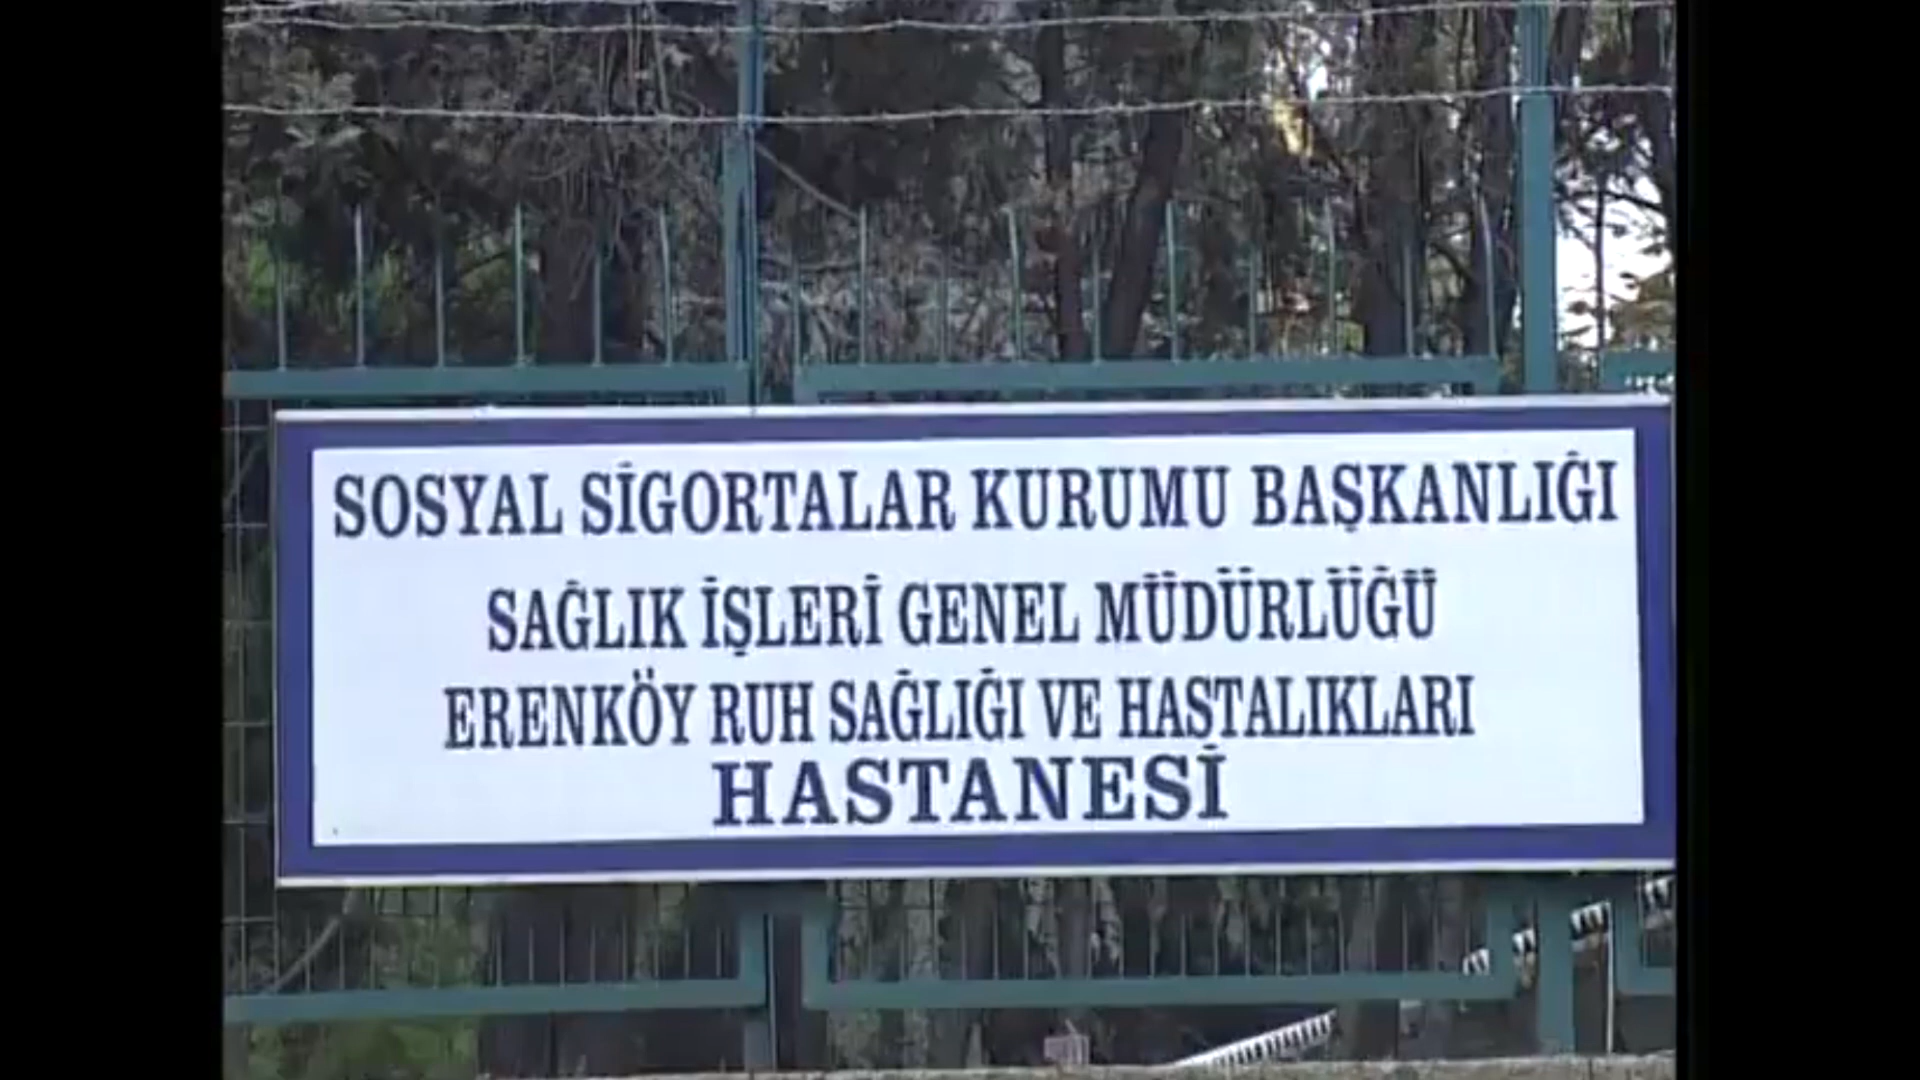 SOSYAL SİGORTALAR KURUMU BAŞKANLIĞI
SAĞLIK İŞLERİ GENEL MÜDÜRLÜĞÜ
ERENKÖY RUH SAĞLIĞI VE HASTALIKLARI
HASTANESİ